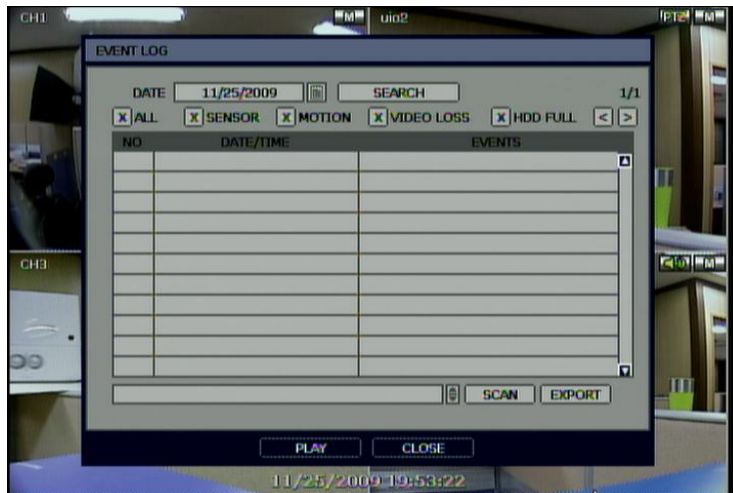 CH1 M uio2 PTZ M
EVENT LOG
DATE 11/25/2009 SEARCH 1/1
X ALL X SENSOR X MOTION X VIDEO LOSS X HDD FULL < >
NO DATE/TIME EVENTS
CH3 M
SCAN EXPORT
PLAY CLOSE
11/25/2009 19:53:22